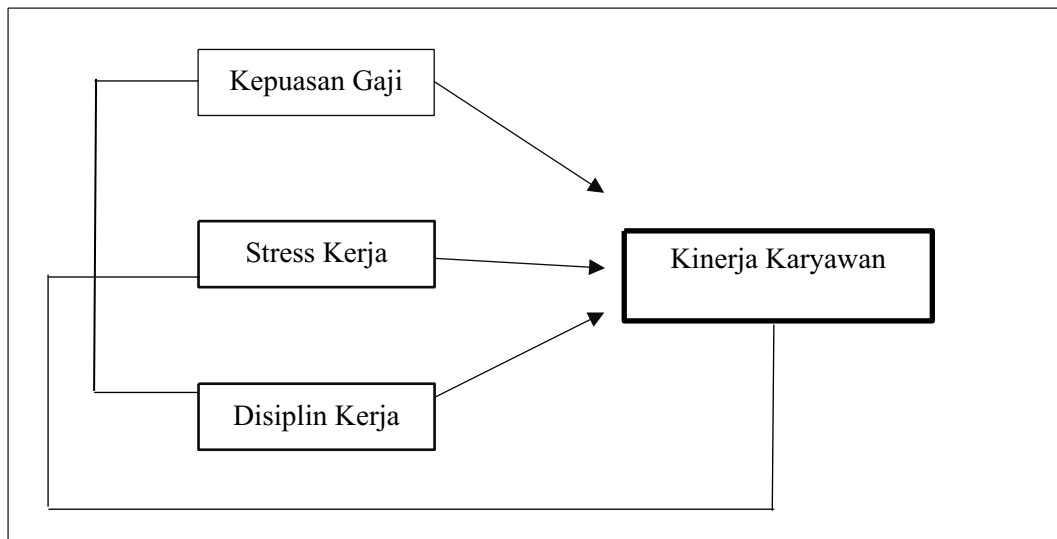 Kepuasan Gaji
Stress Kerja
Kinerja Karyawan
Disiplin Kerja